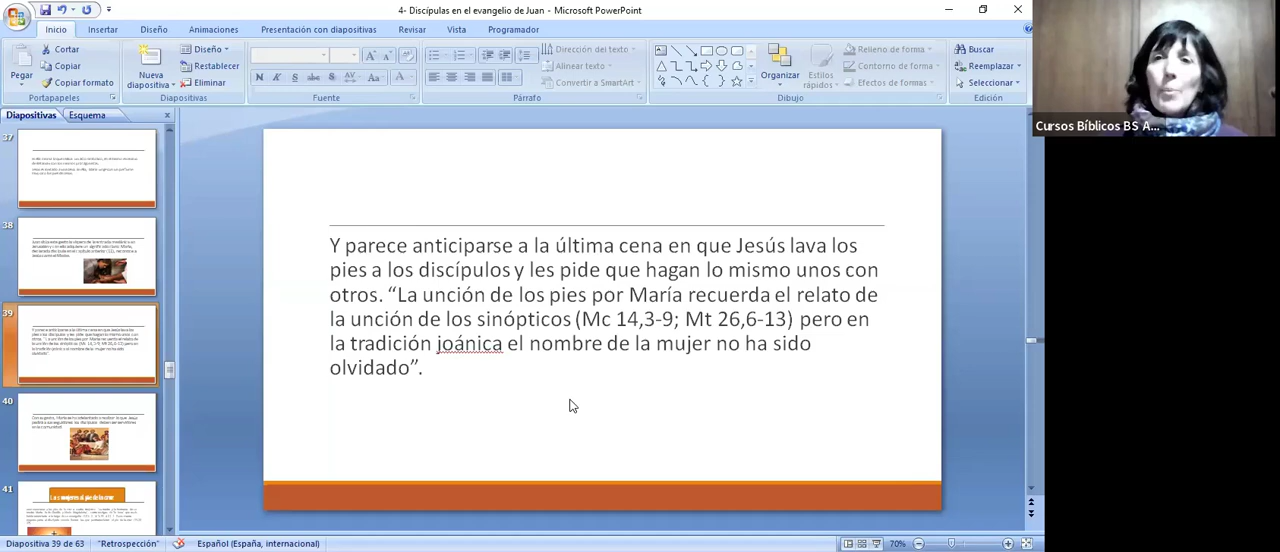 4- Discípulas en el evangelio de Juan - Microsoft PowerPoint
Inicio Insertar Diseño Animaciones Presentación con diapositivas Revisar Vista Programador
Pegar
Cortar
Copiar
Copiar formato
Portapapeles
Nueva
diapositiva
Diseño
Restablecer
Eliminar
Diapositivas
Fuente
Dirección del texto
Alinear texto
Convertir a SmartArt
Párrafo
Organizar
Estilos
rápidos
Relleno de forma
Contorno de forma
Efectos de formas
Dibujo
Buscar
Reemplazar
Seleccionar
Edición
Cursos Bíblicos BS A...
Diapositivas Esquema
37
38
39
40
41
Y parece anticiparse a la última cena en que Jesús lava los
pies a los discípulos y les pide que hagan lo mismo unos con
otros. “La unción de los pies por María recuerda el relato de
la unción de los sinópticos (Mc 14,3-9; Mt 26,6-13) pero en
la tradición joánica el nombre de la mujer no ha sido
olvidado”.
Diapositiva 39 de 63 "Retrospección" Español (España, internacional) 70%